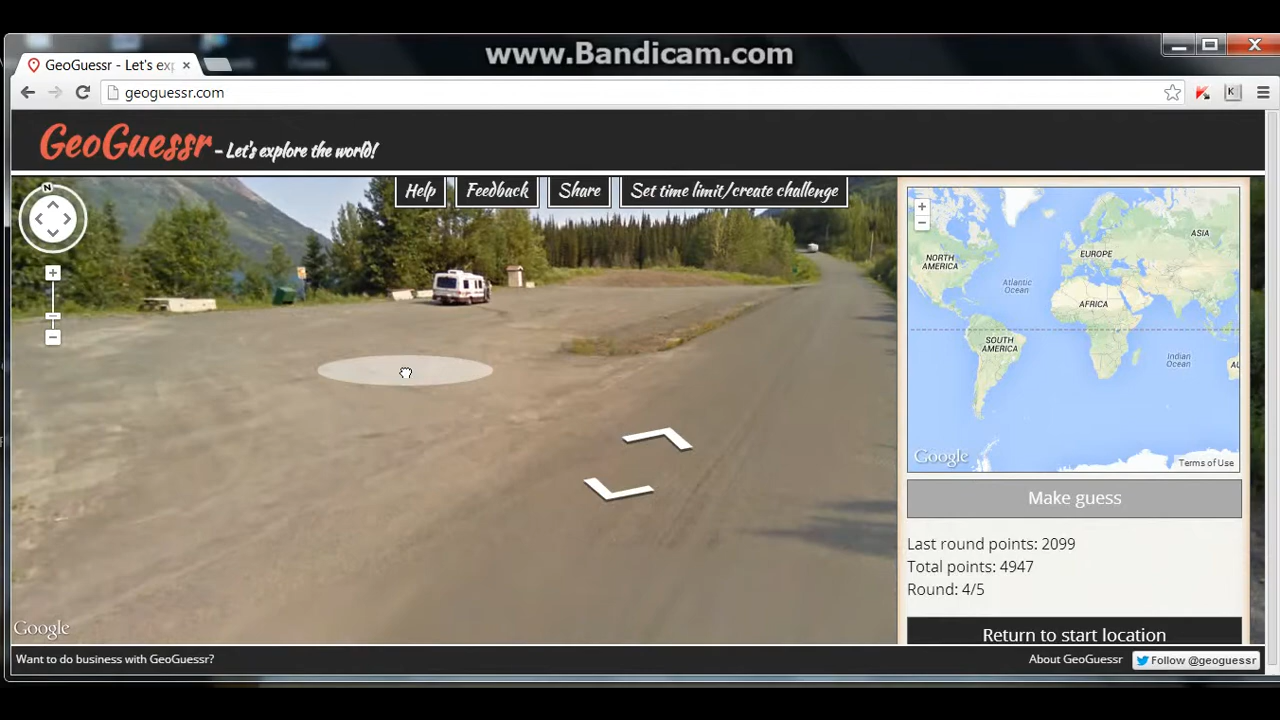 www.Bandicam.com
GeoGuessr - Let's exp
geoguessr.com
K
GeoGuessr - Let's explore the world!
Help
Feedback
Share
Set time limit/create challenge
N
NORTH AMERICA
Atlantic Ocean
EUROPE
ASIA
AFRICA
SOUTH AMERICA
Indian Ocean
AU
Google
Terms of Use
Make guess
Last round points: 2099
Total points: 4947
Round: 4/5
Return to start location
Google
Want to do business with GeoGuessr?
About GeoGuessr
Follow @geoguessr